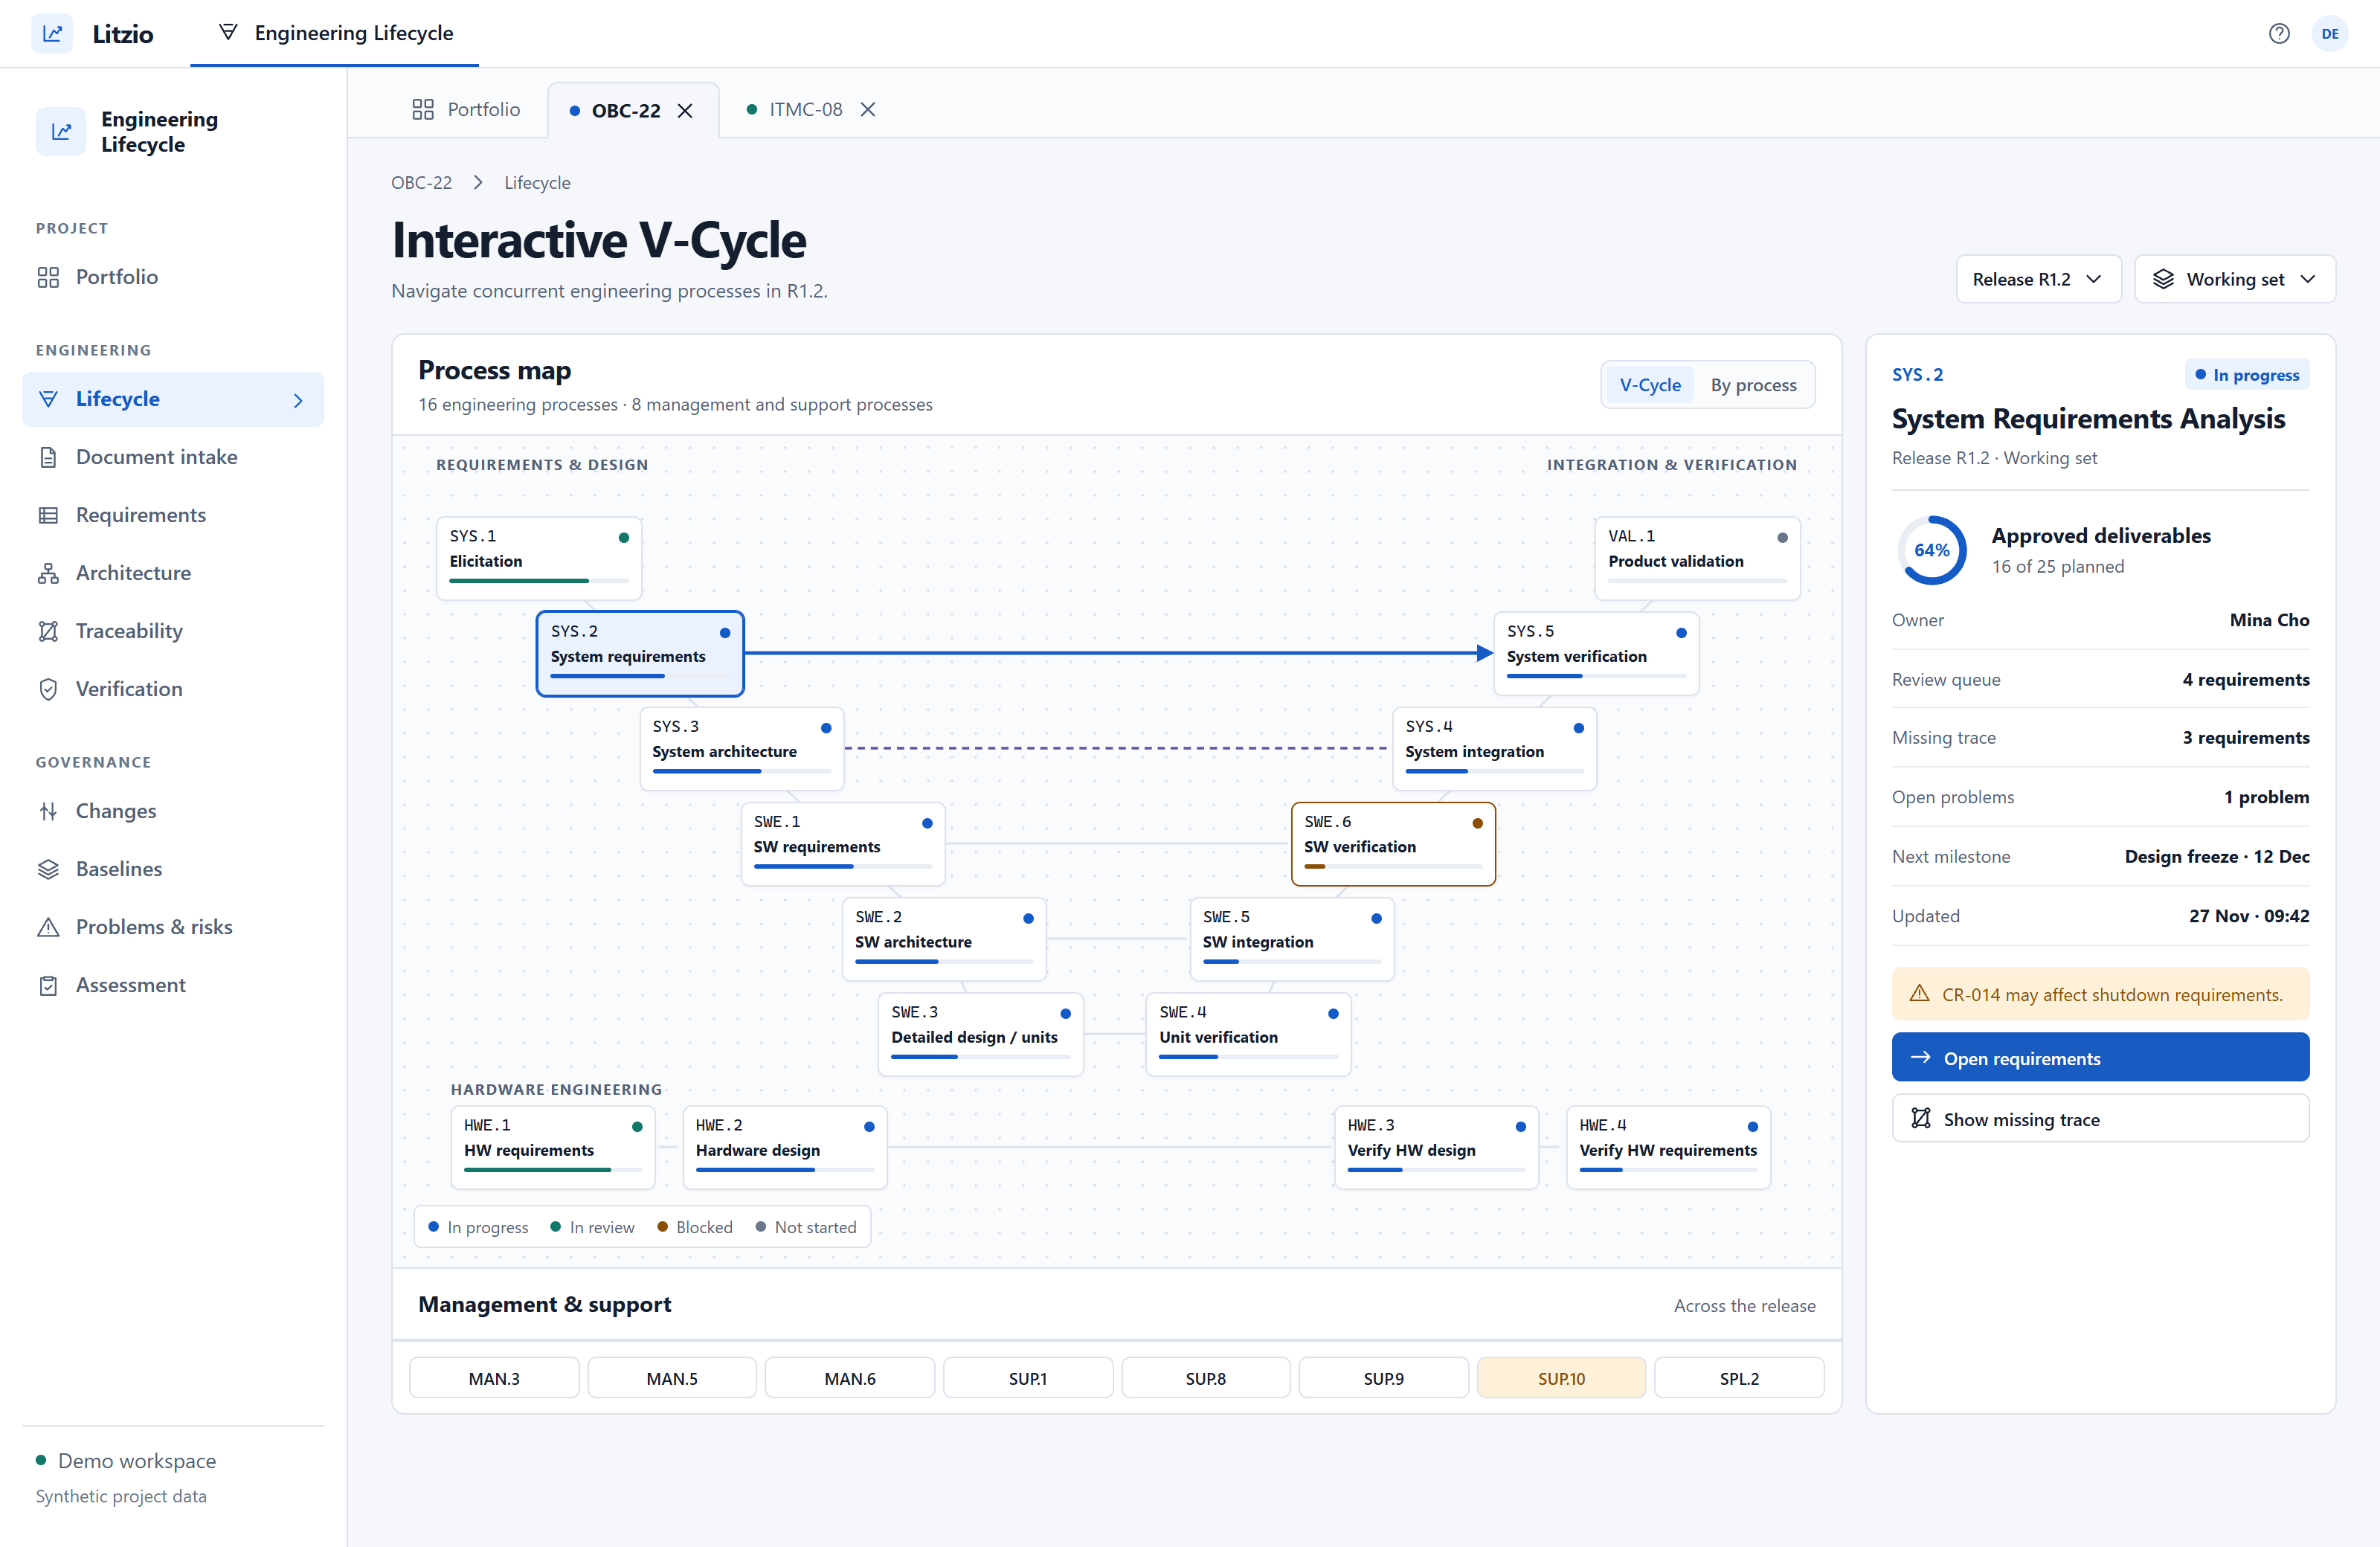 Litzio
Engineering Lifecycle
DE
Engineering
Lifecycle
PROJECT
Portfolio
ENGINEERING
Lifecycle
Document intake
Requirements
Architecture
Traceability
Verification
GOVERNANCE
Changes
Baselines
Problems & risks
Assessment
Demo workspace
Synthetic project data
Portfolio
OBC-22
ITMC-08
OBC-22 Lifecycle
Interactive V-Cycle
Navigate concurrent engineering processes in R1.2.
Release R1.2
Working set
Process map
16 engineering processes · 8 management and support processes
V-Cycle
By process
REQUIREMENTS & DESIGN
INTEGRATION & VERIFICATION
SYS.1
Elicitation
VAL.1
Product validation
SYS.2
System requirements
SYS.5
System verification
SYS.3
System architecture
SYS.4
System integration
SWE.1
SW requirements
SWE.6
SW verification
SWE.2
SW architecture
SWE.5
SW integration
SWE.3
Detailed design / units
SWE.4
Unit verification
HARDWARE ENGINEERING
HWE.1
HW requirements
HWE.2
Hardware design
HWE.3
Verify HW design
HWE.4
Verify HW requirements
In progress
In review
Blocked
Not started
Management & support
Across the release
MAN.3
MAN.5
MAN.6
SUP.1
SUP.8
SUP.9
SUP.10
SPL.2
SYS.2
In progress
System Requirements Analysis
Release R1.2 · Working set
64%
Approved deliverables
16 of 25 planned
Owner Mina Cho
Review queue 4 requirements
Missing trace 3 requirements
Open problems 1 problem
Next milestone Design freeze · 12 Dec
Updated 27 Nov · 09:42
CR-014 may affect shutdown requirements.
Open requirements
Show missing trace